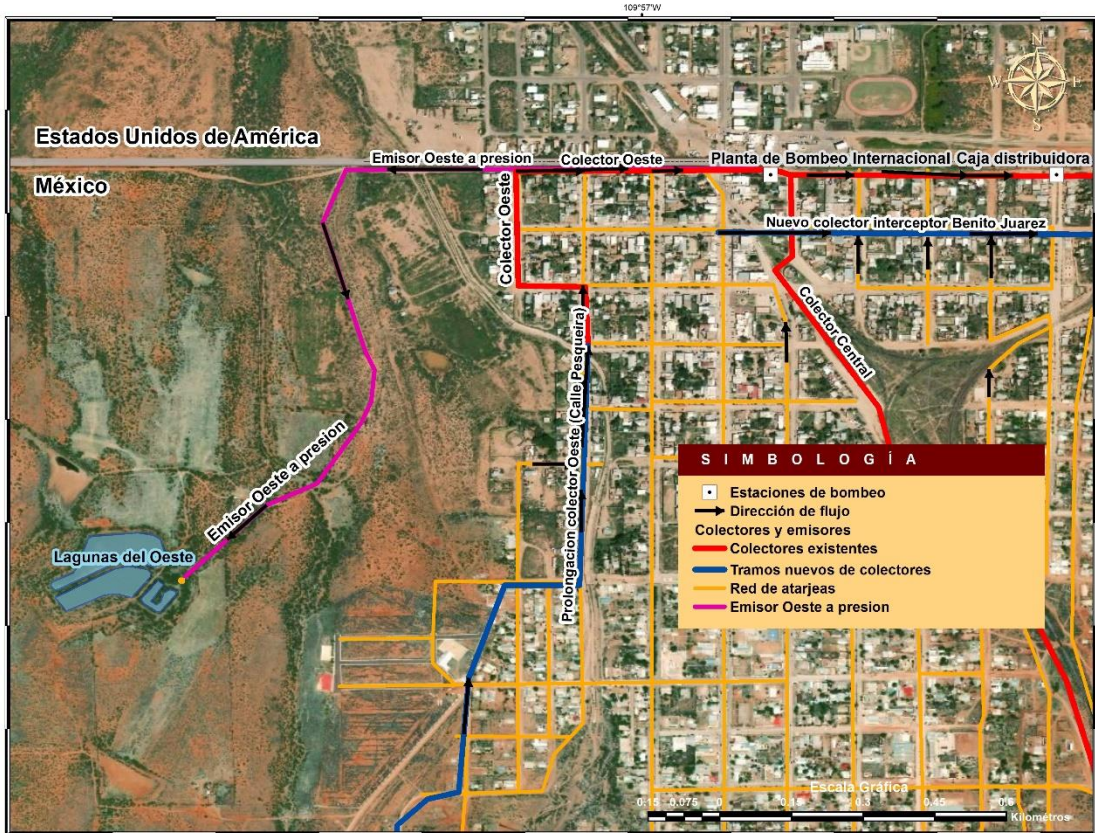 109°57'W
N
W E
S
Estados Unidos de América
México
Emisor Oeste a presion
Colector Oeste
Planta de Bombeo Internacional
Caja distribuidora
Colector Oeste
Nuevo colector interceptor Benito Juarez
Colector Central
Prolongacion colector Oeste (Calle Pesqueira)
Emisor Oeste a presion
Lagunas del Oeste
SIMBOLOGÍA
Estaciones de bombeo
Dirección de flujo
Colectores y emisores
Colectores existentes
Tramos nuevos de colectores
Red de atarjeas
Emisor Oeste a presion
Escala Gráfica
0.15 0.075 0 0.15 0.3 0.45 0.6
Kilómetros